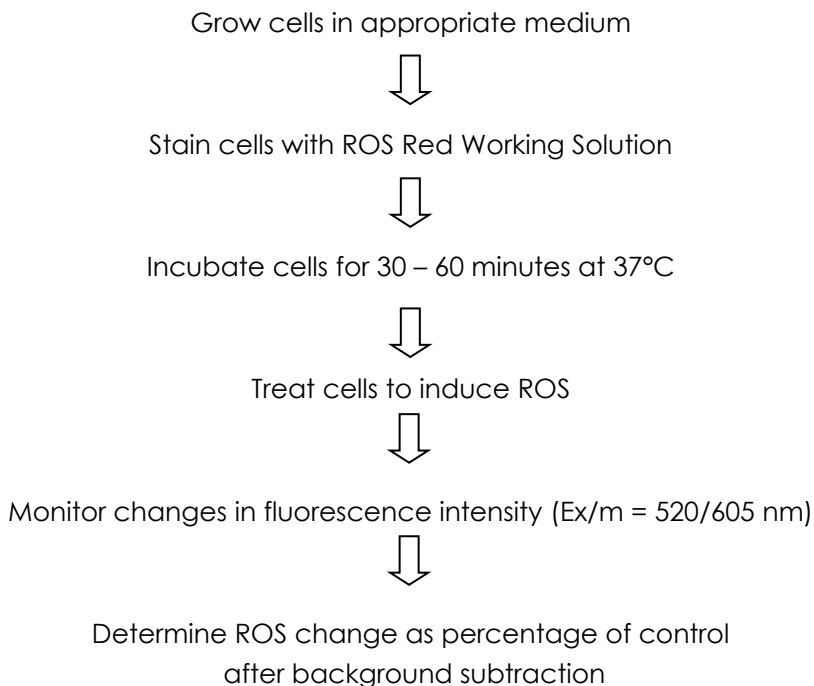 Grow cells in appropriate medium
Stain cells with ROS Red Working Solution
Incubate cells for 30 – 60 minutes at 37°C
Treat cells to induce ROS
Monitor changes in fluorescence intensity (Ex/m = 520/605 nm)
Determine ROS change as percentage of control
after background subtraction